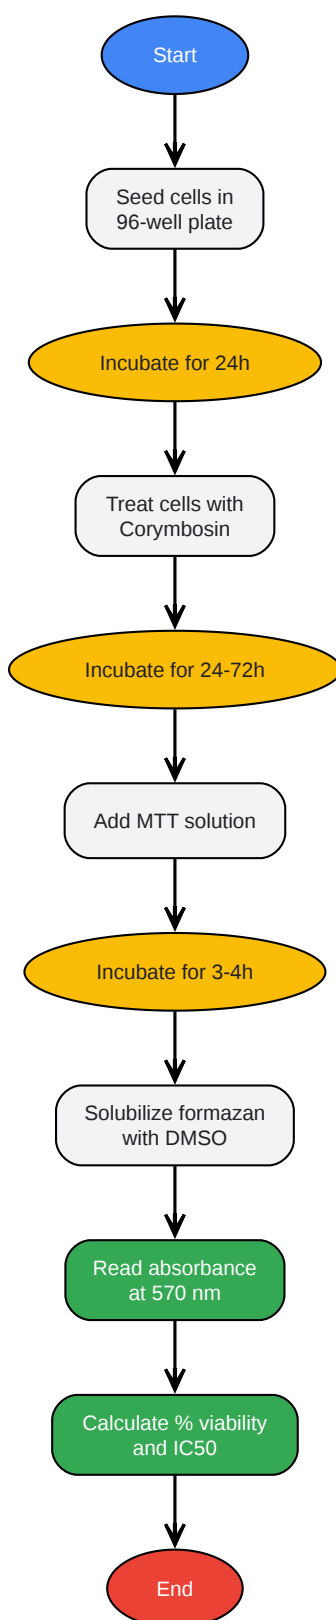 Start
Seed cells in
96-well plate
Incubate for 24h
Treat cells with
Corymbosin
Incubate for 24-72h
Add MTT solution
Incubate for 3-4h
Solubilize formazan
with DMSO
Read absorbance
at 570 nm
Calculate % viability
and IC50
End